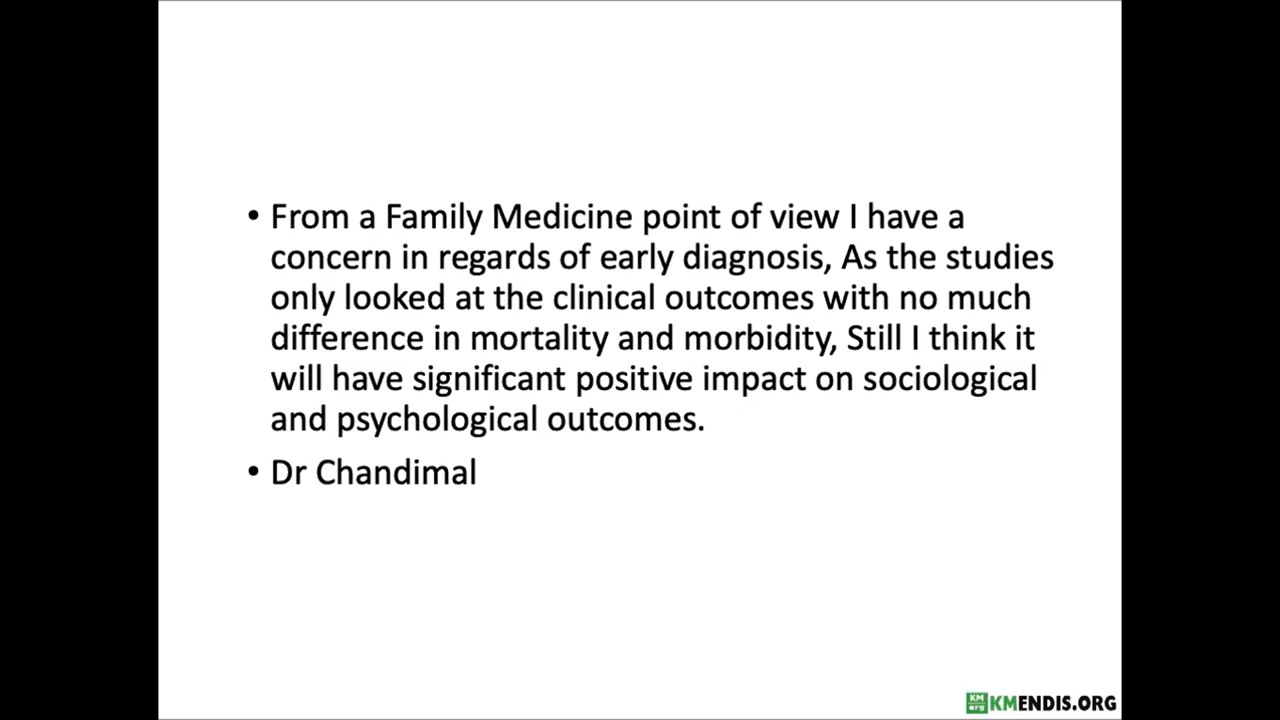 • From a Family Medicine point of view I have a
concern in regards of early diagnosis, As the studies
only looked at the clinical outcomes with no much
difference in mortality and morbidity, Still I think it
will have significant positive impact on sociological
and psychological outcomes.
• Dr Chandimal
KM
org
KMENDIS.ORG